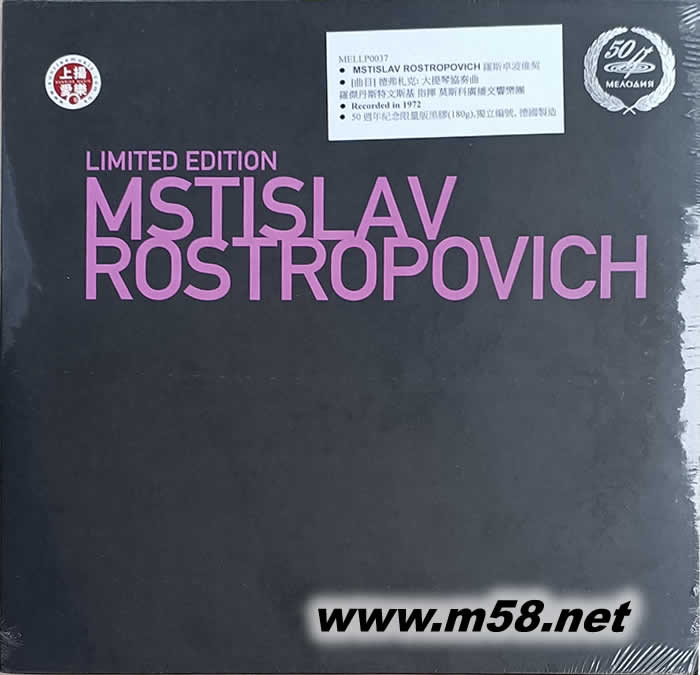 上揚
愛樂
MELLP0037
● MSTISLAV ROSTROPOVICH 羅斯卓波維契
● [曲目] 德弗札克: 大提琴協奏曲
羅傑丹斯特文斯基 指揮 莫斯科廣播交響樂團
● Recorded in 1972
● 50 週年紀念限量版黑膠(180g),獨立编號, 德國製造
50
МЕЛОДИЯ
LIMITED EDITION
MSTISLAV
ROSTROPOVICH
www.m58.net